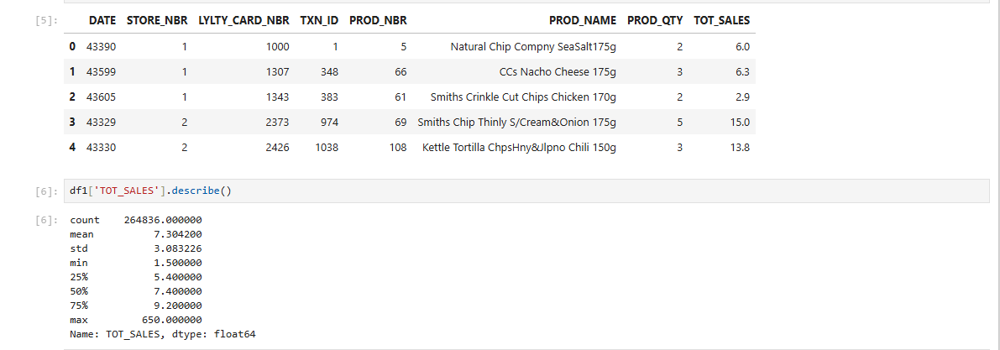 [5]: DATE STORE_NBR LYLTY_CARD_NBR TXN_ID PROD_NBR PROD_NAME PROD_QTY TOT_SALES
0 43390 1 1000 1 5 Natural Chip Compny SeaSalt175g 2 6.0
1 43599 1 1307 348 66 CCs Nacho Cheese 175g 3 6.3
2 43605 1 1343 383 61 Smiths Crinkle Cut Chips Chicken 170g 2 2.9
3 43329 2 2373 974 69 Smiths Chip Thinly S/Cream&Onion 175g 5 15.0
4 43330 2 2426 1038 108 Kettle Tortilla ChpsHny&Jlpno Chili 150g 3 13.8
[6]: df1['TOT_SALES'].describe()
[6]: count 264836.000000
mean 7.304200
std 3.083226
min 1.500000
25% 5.400000
50% 7.400000
75% 9.200000
max 650.000000
Name: TOT_SALES, dtype: float64